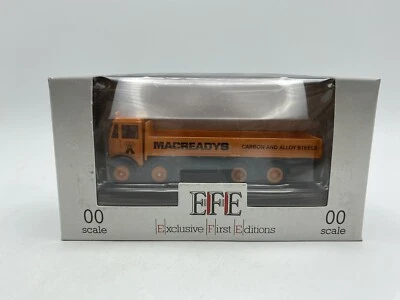 MACREADYS CARBON AND ALLOY STEELS
EFE
00 scale
Exclusive First Editions
00 scale